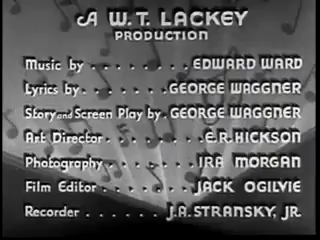 A W.T. LACKEY
PRODUCTION
Music by . . . . . . . EDWARD WARD
Lyrics by . . . . . . GEORGE WAGGNER
Story and Screen Play by . GEORGE WAGGNER
Art Director . . . . . . E.R. HICKSON
Photography . . . . . IRA MORGAN
Film Editor . . . . . . JACK OGILVIE
Recorder . . . . . . J.A. STRANSKY, JR.